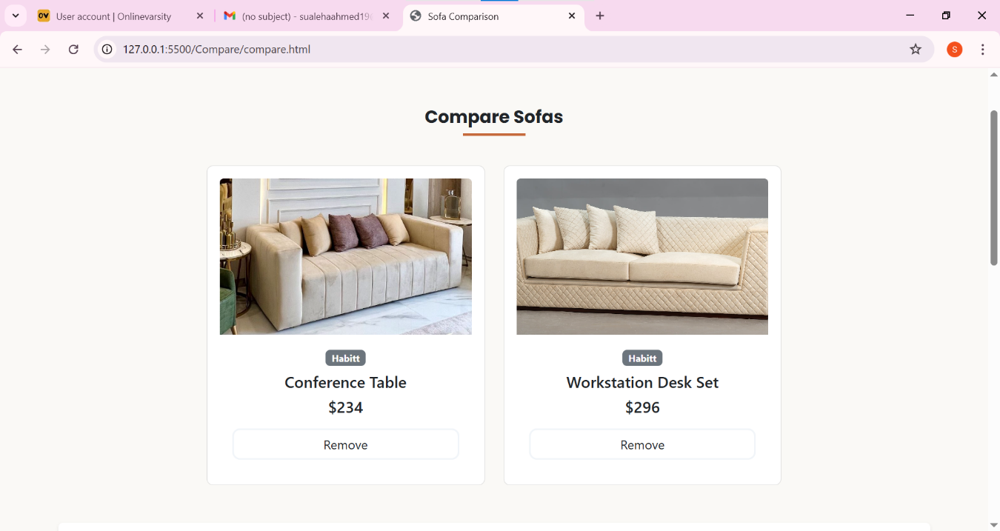 OV User account | Onlinevarsity
(no subject) - sualehaahmed19
Sofa Comparison
127.0.0.1:5500/Compare/compare.html
S
Compare Sofas
Habitt
Conference Table
$234
Remove
Habitt
Workstation Desk Set
$296
Remove